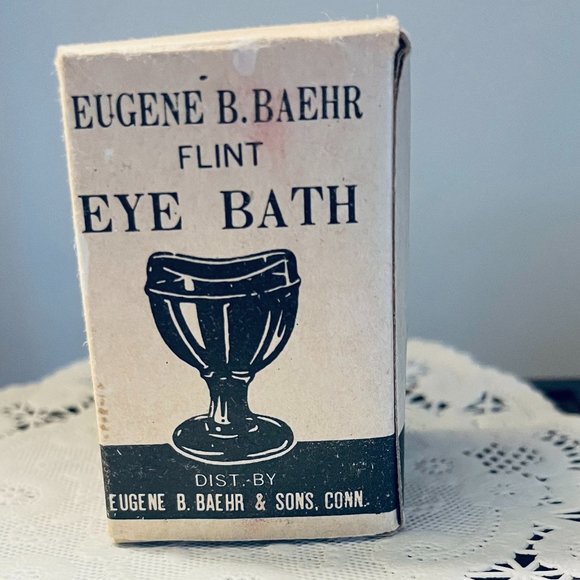 EUGENE B. BAEHR
FLINT
EYE BATH
DIST.-BY
EUGENE B. BAEHR & SONS, CONN.